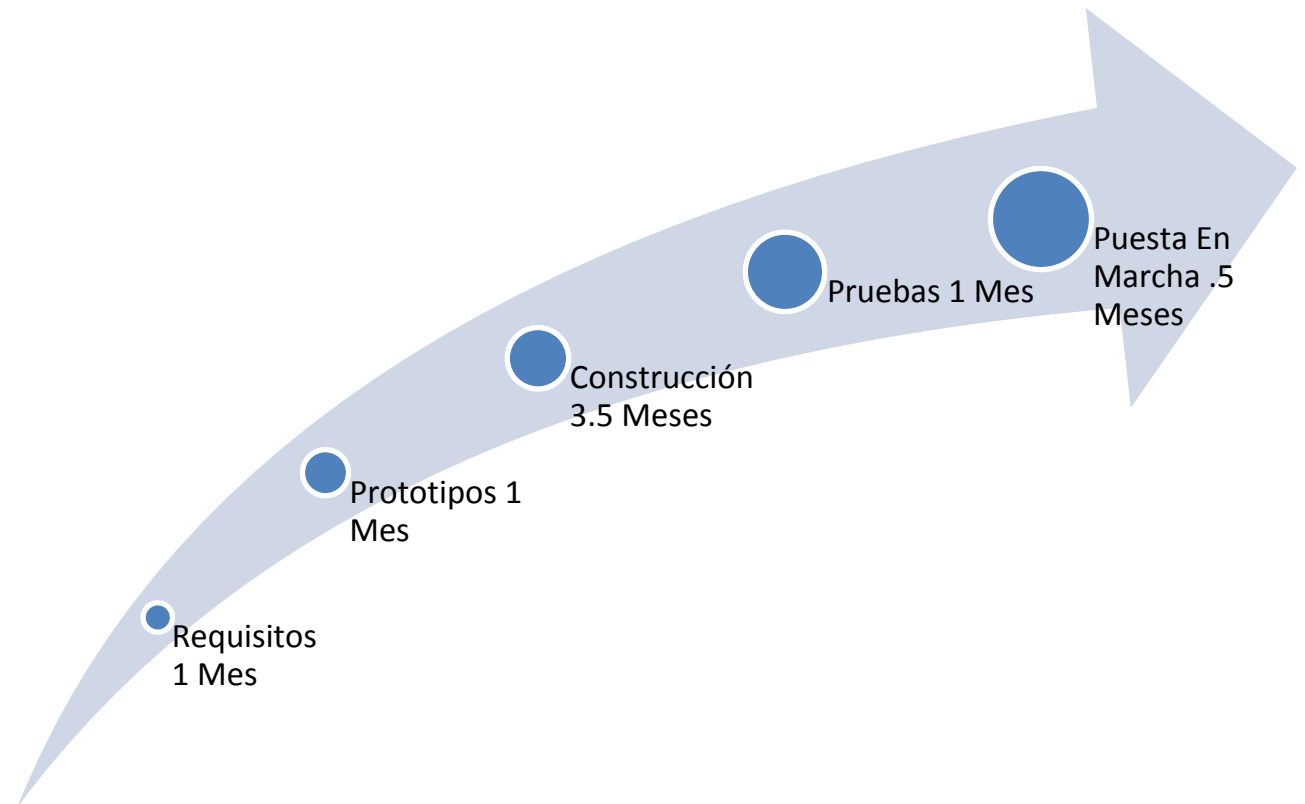 Requisitos
1 Mes
Prototipos 1
Mes
Construcción
3.5 Meses
Pruebas 1 Mes
Puesta En
Marcha .5
Meses